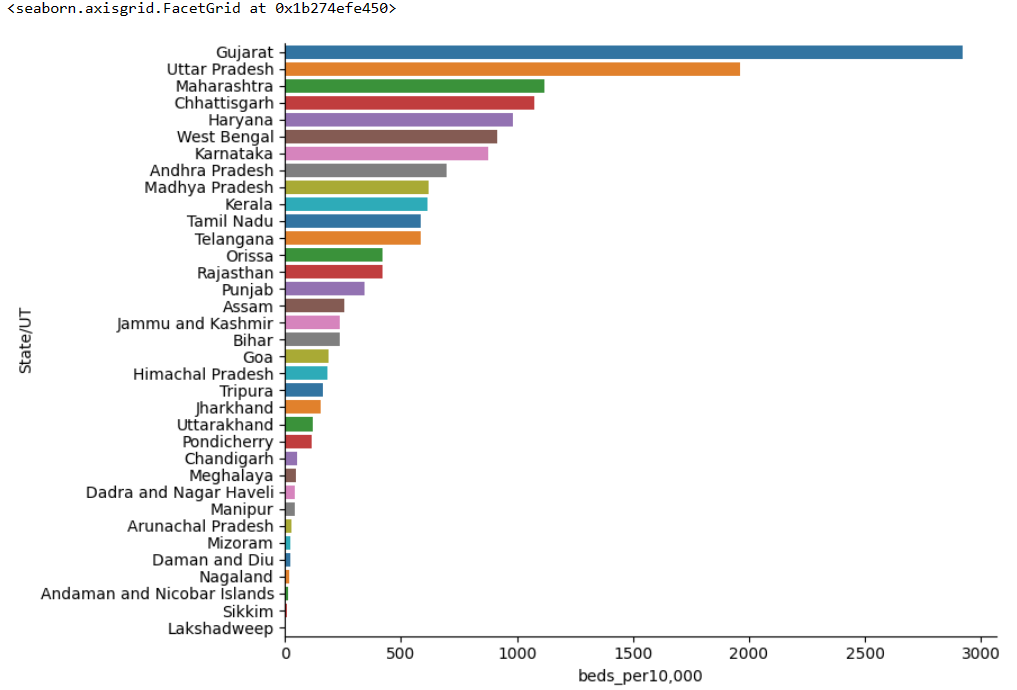 <seaborn.axisgrid.FacetGrid at 0x1b274efe450>
Gujarat
Uttar Pradesh
Maharashtra
Chhattisgarh
Haryana
West Bengal
Karnataka
Andhra Pradesh
Madhya Pradesh
Kerala
Tamil Nadu
Telangana
Orissa
Rajasthan
Punjab
Assam
Jammu and Kashmir
Bihar
Goa
Himachal Pradesh
Tripura
Jharkhand
Uttarakhand
Pondicherry
Chandigarh
Meghalaya
Dadra and Nagar Haveli
Manipur
Arunachal Pradesh
Mizoram
Daman and Diu
Nagaland
Andaman and Nicobar Islands
Sikkim
Lakshadweep
State/UT
0 500 1000 1500 2000 2500 3000
beds_per10,000